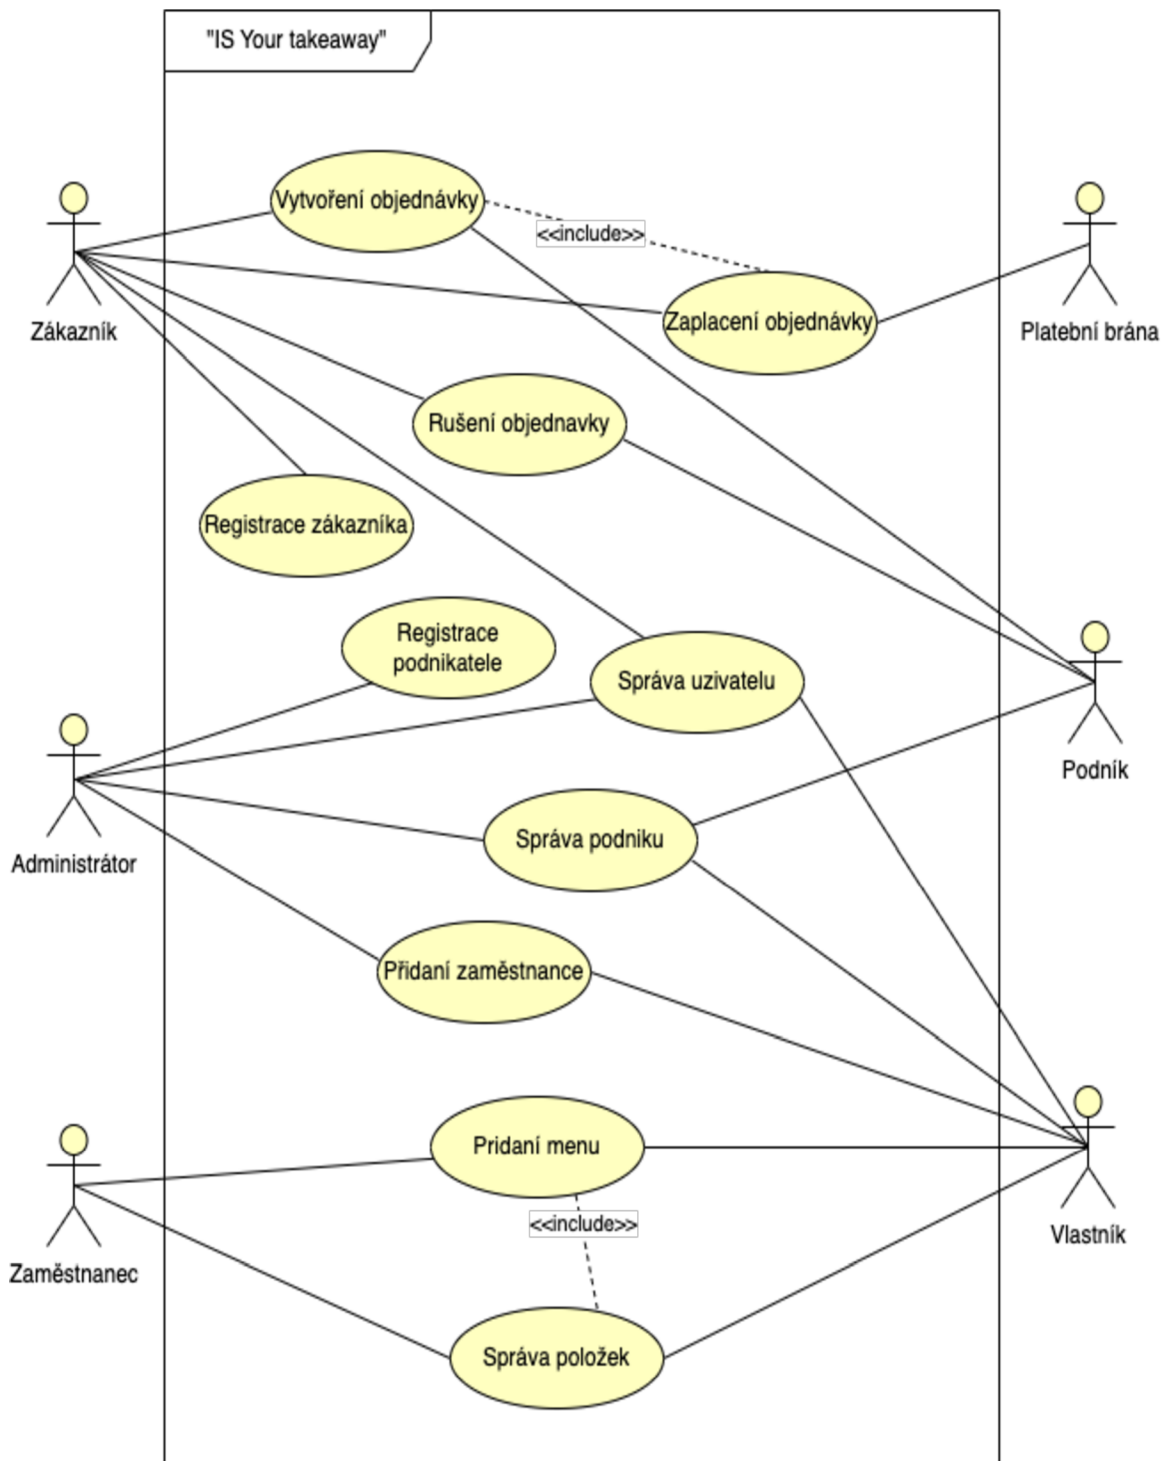 "IS Your takeaway"
Vytvoření objednávky
<<include>>
Zákazník
Zaplacení objednávky
Platební brána
Rušení objednavky
Registrace zákazníka
Registrace
podnikatele
Správa uzivatelu
Podník
Správa podniku
Administrátor
Přidaní zaměstnance
Pridaní menu
<<include>>
Vlastník
Zaměstnanec
Správa položek